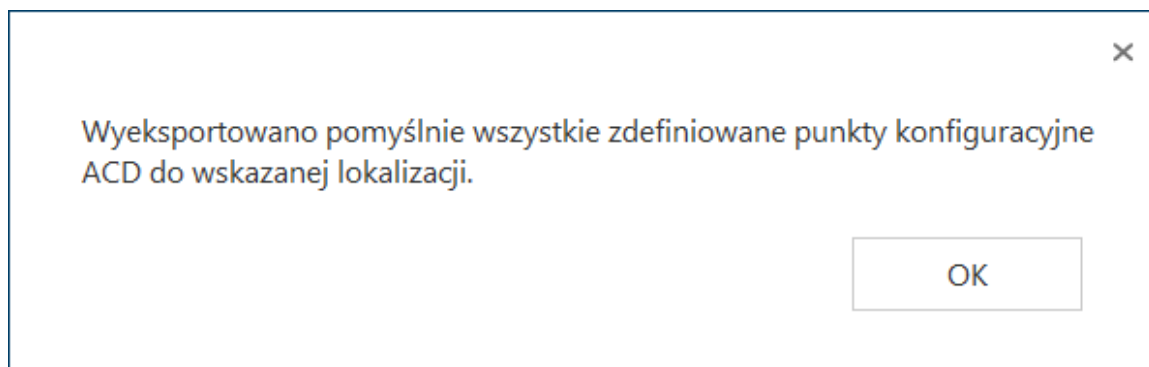 Wyeksportowano pomyślnie wszystkie zdefiniowane punkty konfiguracyjne
ACD do wskazanej lokalizacji.
OK